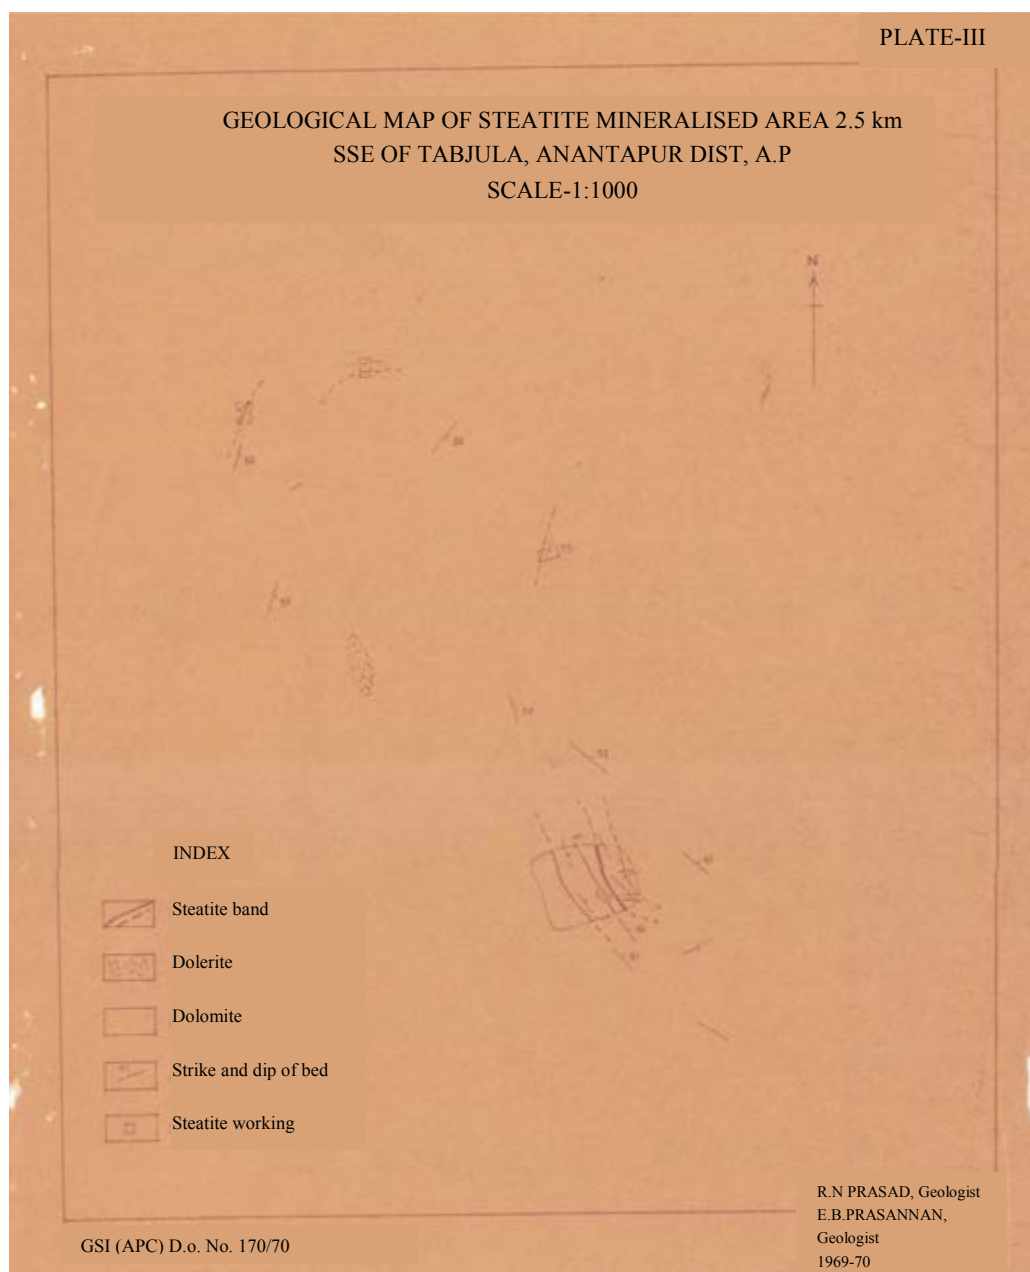 PLATE-III
GEOLOGICAL MAP OF STEATITE MINERALISED AREA 2.5 km
SSE OF TABJULA, ANANTAPUR DIST, A.P
SCALE-1:1000
N
INDEX
Steatite band
Dolerite
Dolomite
Strike and dip of bed
Steatite working
R.N PRASAD, Geologist
E.B.PRASANNAN,
Geologist
1969-70
GSI (APC) D.o. No. 170/70